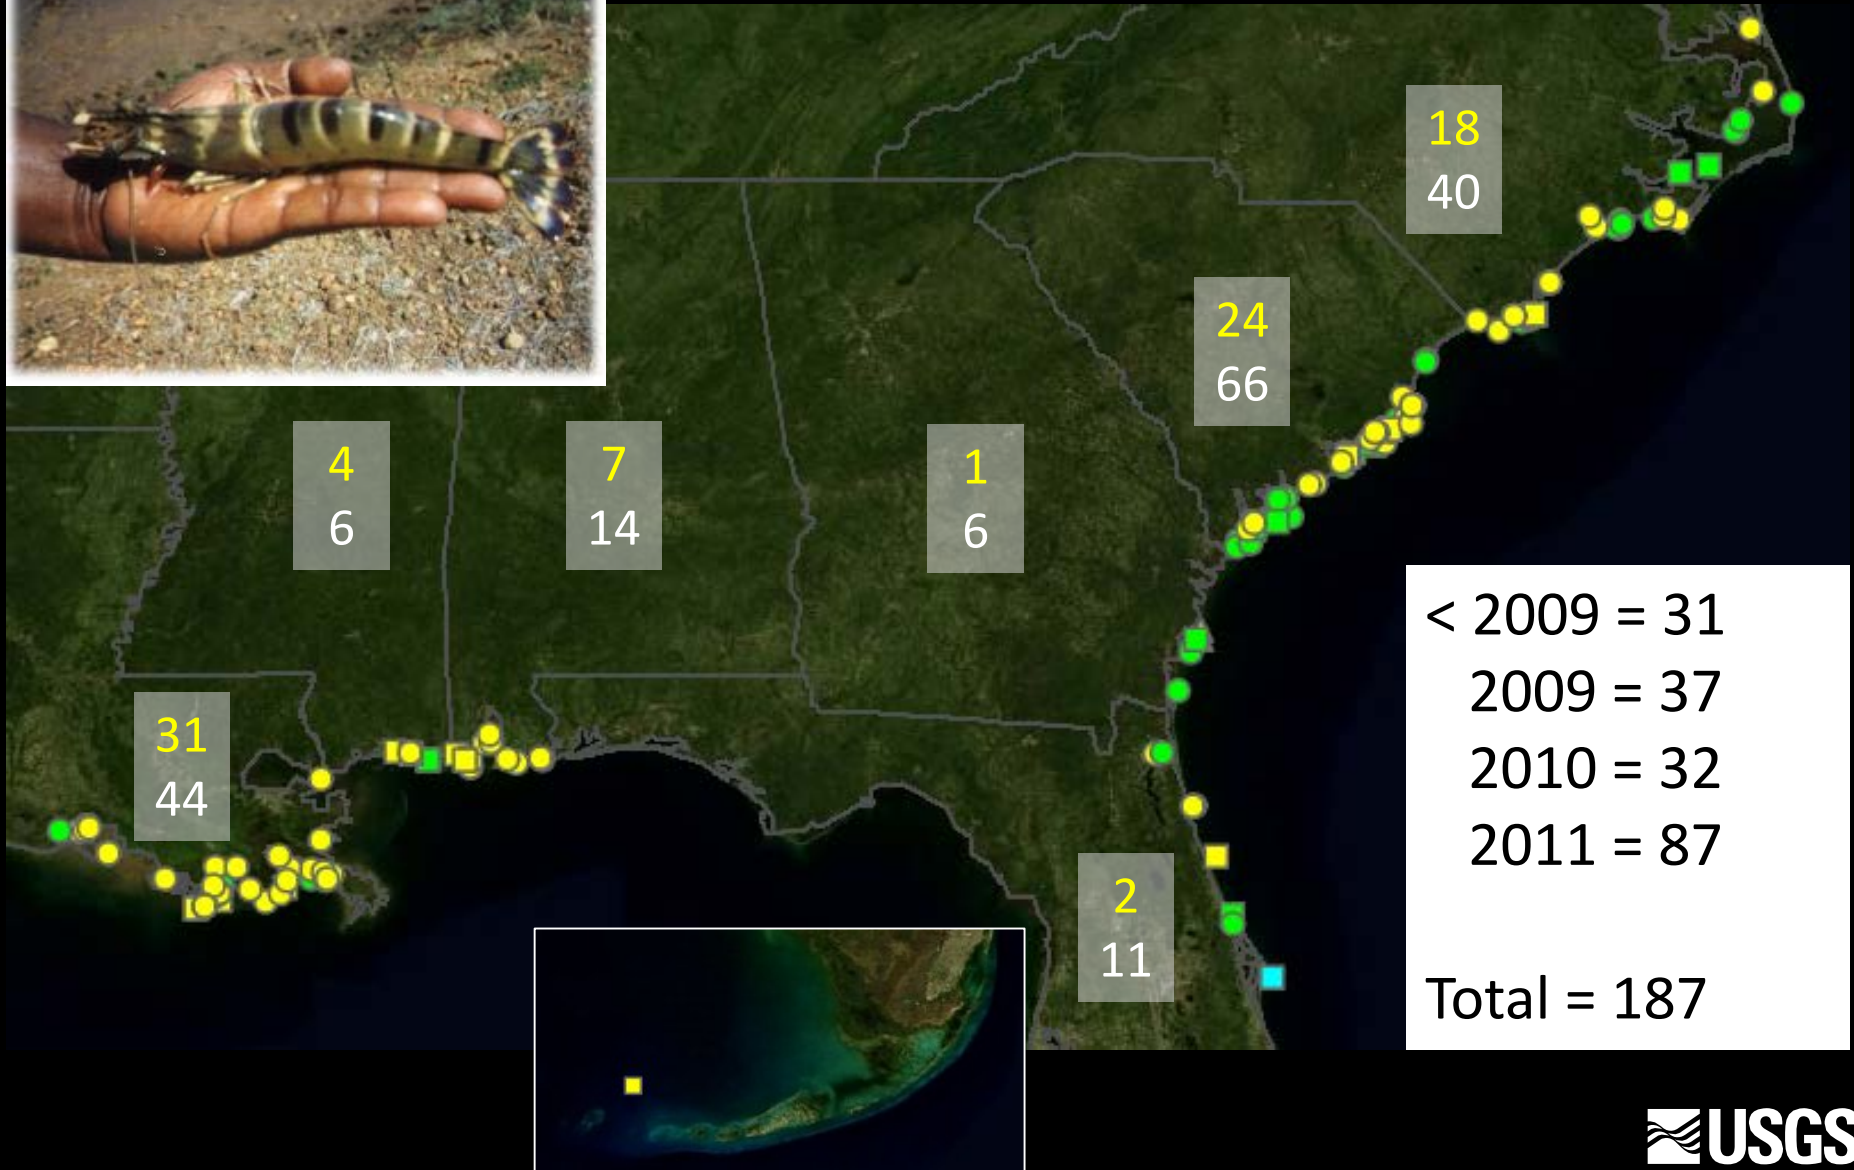 18
40
24
66
4
6
7
14
1
6
31
44
2
11
< 2009 = 31
2009 = 37
2010 = 32
2011 = 87
Total = 187
USGS